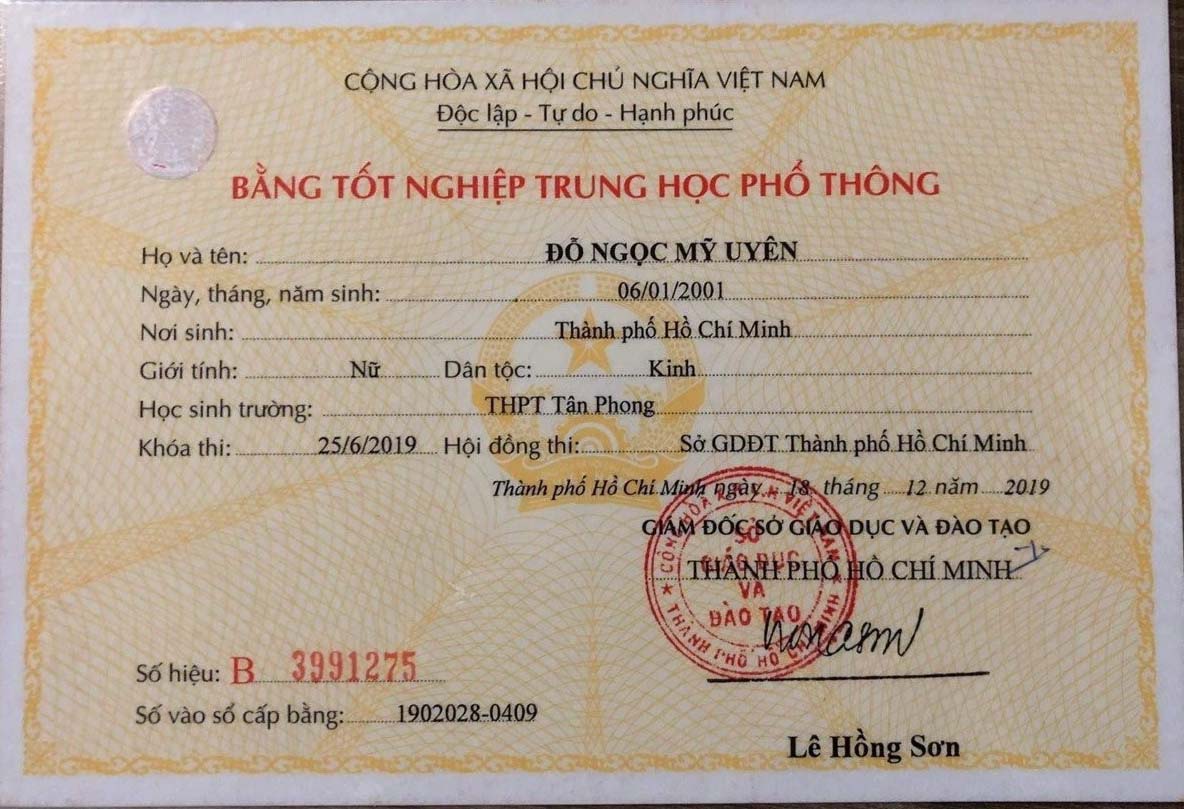 CỘNG HÒA XÃ HỘI CHỦ NGHĨA VIỆT NAM
Độc lập - Tự do - Hạnh phúc
BẰNG TỐT NGHIỆP TRUNG HỌC PHỔ THÔNG
Họ và tên: ĐỖ NGỌC MỸ UYÊN
Ngày, tháng, năm sinh: 06/01/2001
Nơi sinh: Thành phố Hồ Chí Minh
Giới tính: Nữ Dân tộc: Kinh
Học sinh trường: THPT Tân Phong
Khóa thi: 25/6/2019 Hội đồng thi: Sở GDĐT Thành phố Hồ Chí Minh
Thành phố Hồ Chí Minh ngày 18 tháng 12 năm 2019
GIÁM ĐỐC SỞ GIÁO DỤC VÀ ĐÀO TẠO
THÀNH PHỐ HỒ CHÍ MINH
SỞ
GIÁO DỤC
VÀ
ĐÀO TẠO
THÀNH PHỐ HỒ CHÍ MINH
Số hiệu: B 3991275
Số vào sổ cấp bằng: 1902028-0409
Lê Hồng Sơn